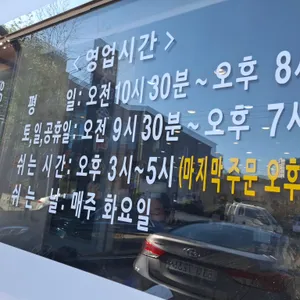 <영업시간>
평 일: 오전 10시 30분 ~ 오후 8시
토,일,공휴일: 오전 9시 30분 ~ 오후 7시
쉬는 시간: 오후 3시~5시 (마지막주문 오후
쉬는 날: 매주 화요일